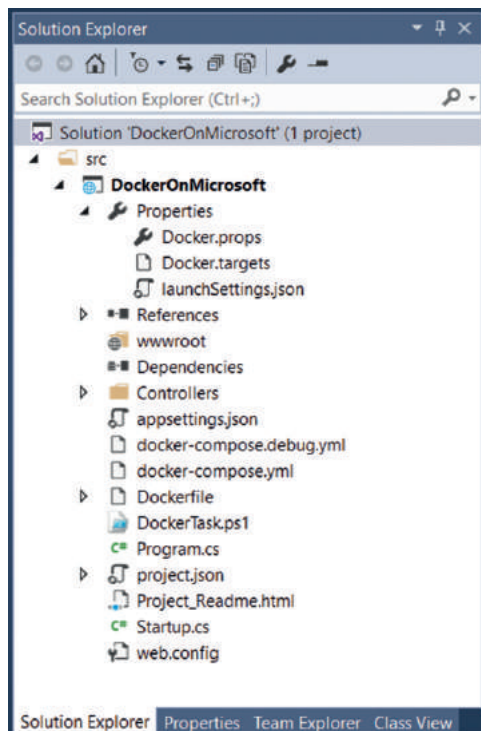 Solution Explorer
Search Solution Explorer (Ctrl+;)
Solution 'DockerOnMicrosoft' (1 project)
src
DockerOnMicrosoft
Properties
Docker.props
Docker.targets
launchSettings.json
References
wwwroot
Dependencies
Controllers
appsettings.json
docker-compose.debug.yml
docker-compose.yml
Dockerfile
DockerTask.ps1
C# Program.cs
project.json
Project_Readme.html
C# Startup.cs
web.config
Solution Explorer Properties Team Explorer Class View